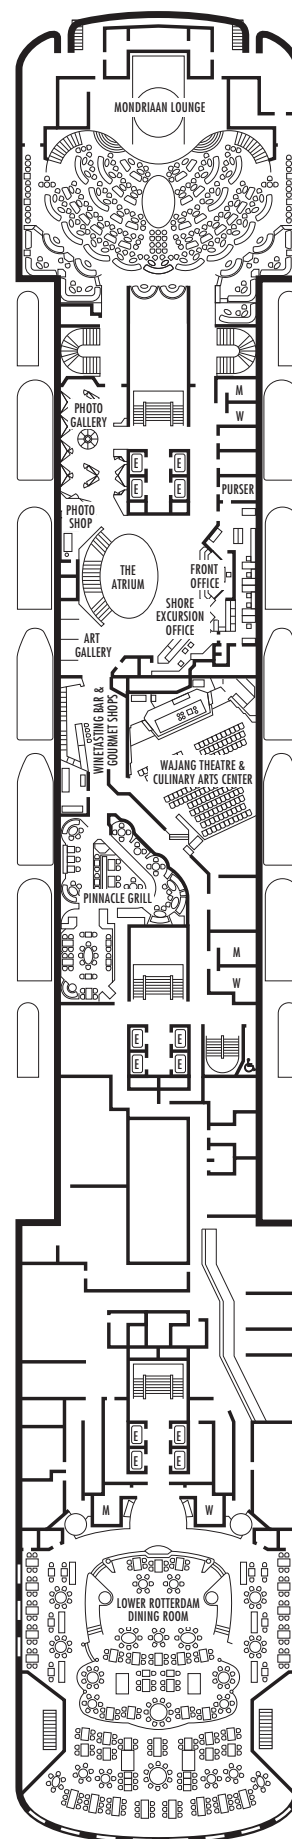 MONDRIAAN LOUNGE
M
PHOTO
GALLERY
W
E
E
E
E
PURSER
PHOTO
SHOP
THE
ATRIUM
FRONT
OFFICE
SHORE
EXCURSION
OFFICE
ART
GALLERY
WINETASTING BAR &
GOURMET SHOPS
WAJANG THEATRE &
CULINARY ARTS CENTER
PINNACLE GRILL
M
W
E
E
E
E
E
E
E
E
M
W
LOWER ROTTERDAM
DINING ROOM